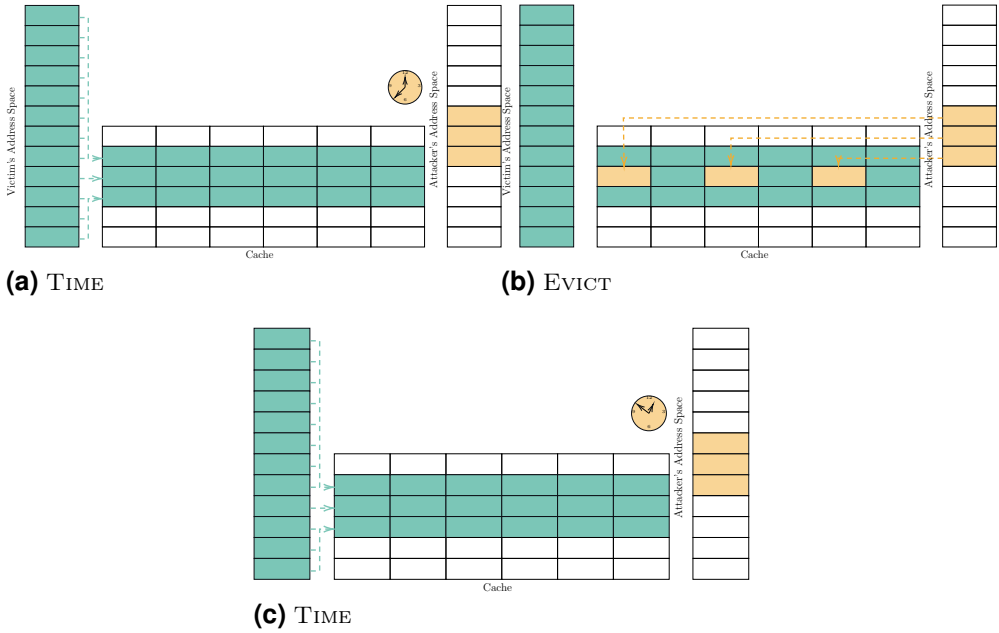 Victim's Address Space
Attacker's Address Space
Cache
(a) TIME
Victim's Address Space
Attacker's Address Space
Cache
(b) EVICT
Attacker's Address Space
Cache
(c) TIME